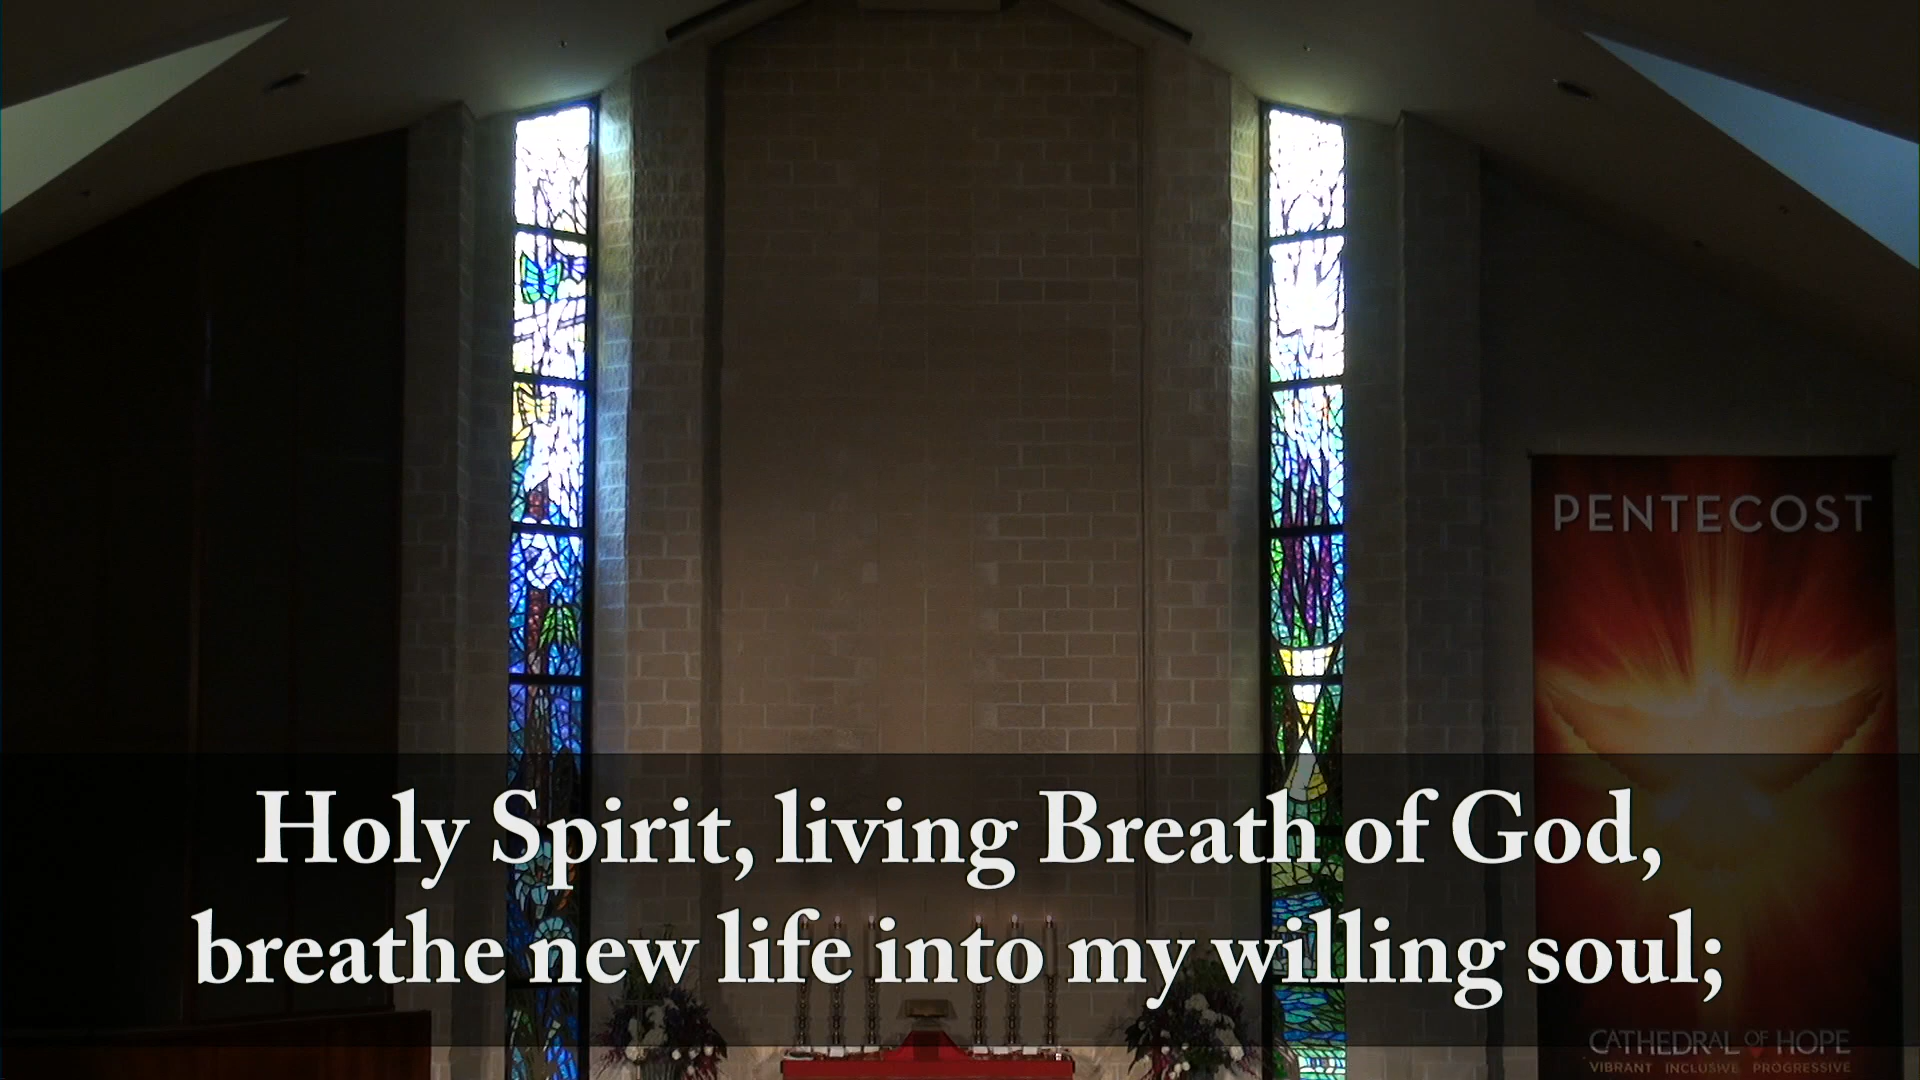 PENTECOST
Holy Spirit, living Breath of God,
breathe new life into my willing soul;
CATHEDRAL OF HOPE
VIBRANT INCLUSIVE PROGRESSIVE